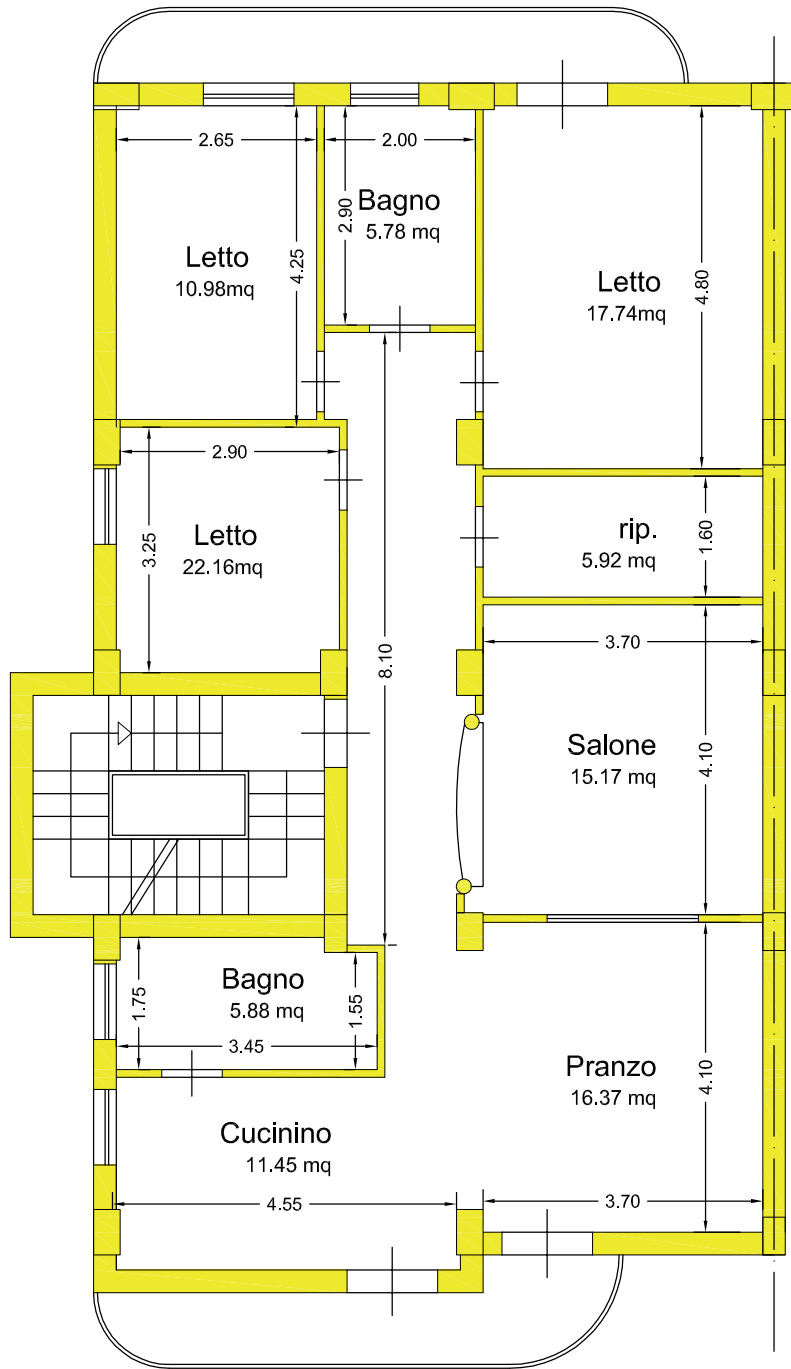 2.65
2.00
Bagno
5.78 mq
2.90
Letto
10.98mq
4.25
Letto
17.74mq
4.80
2.90
Letto
22.16mq
3.25
rip.
5.92 mq
1.60
8.10
3.70
Salone
15.17 mq
4.10
Bagno
5.88 mq
1.75
1.55
3.45
Pranzo
16.37 mq
4.10
Cucinino
11.45 mq
4.55
3.70